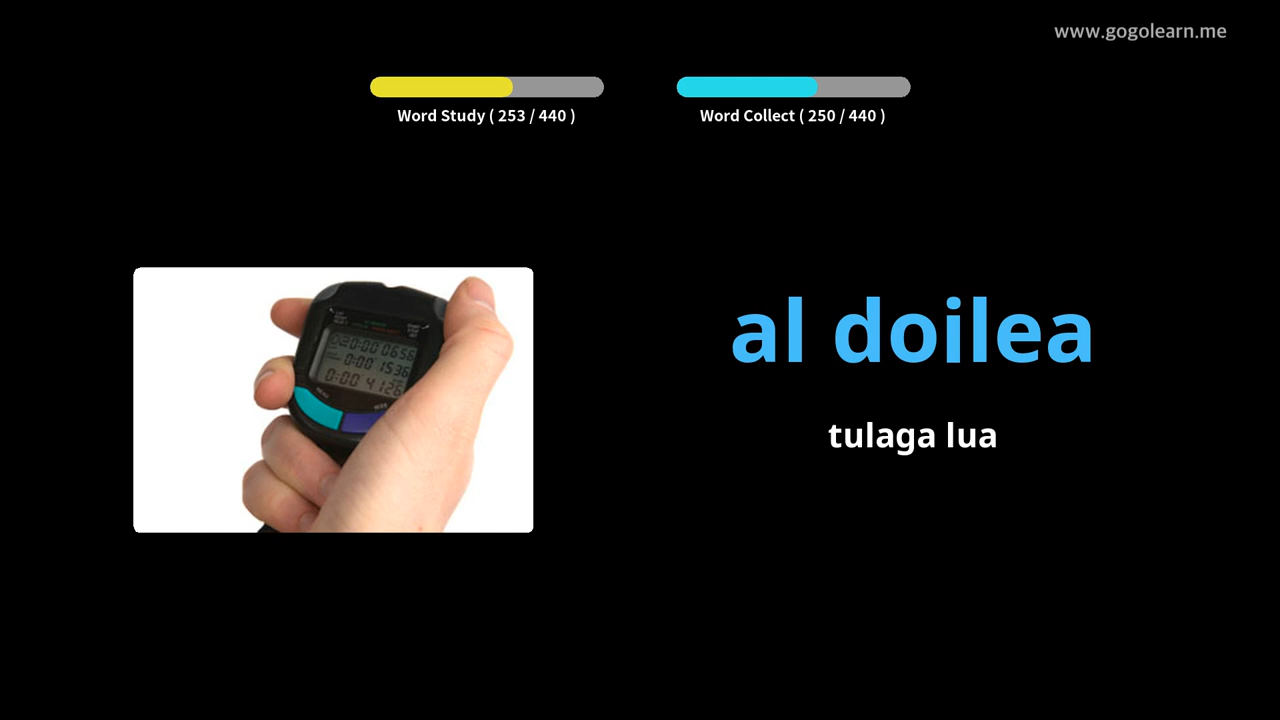 www.gogolearn.me
Word Study ( 253 / 440 )
Word Collect ( 250 / 440 )
al doilea
tulaga lua